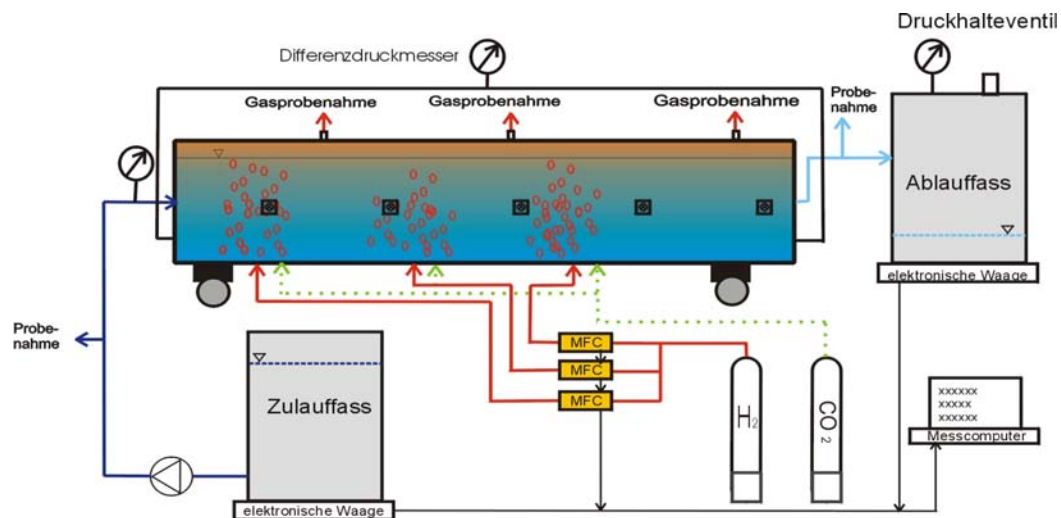 Druckhalteventil
Differenzdruckmesser
Gasprobenahme
Gasprobenahme
Gasprobenahme
Probe-
nahme
Ablauffass
elektronische Waage
Probe-
nahme
MFC
MFC
MFC
Zulauffass
H2
CO2
xxxxxx
xxxxx
xxxxxx
Messcomputer
elektronische Waage